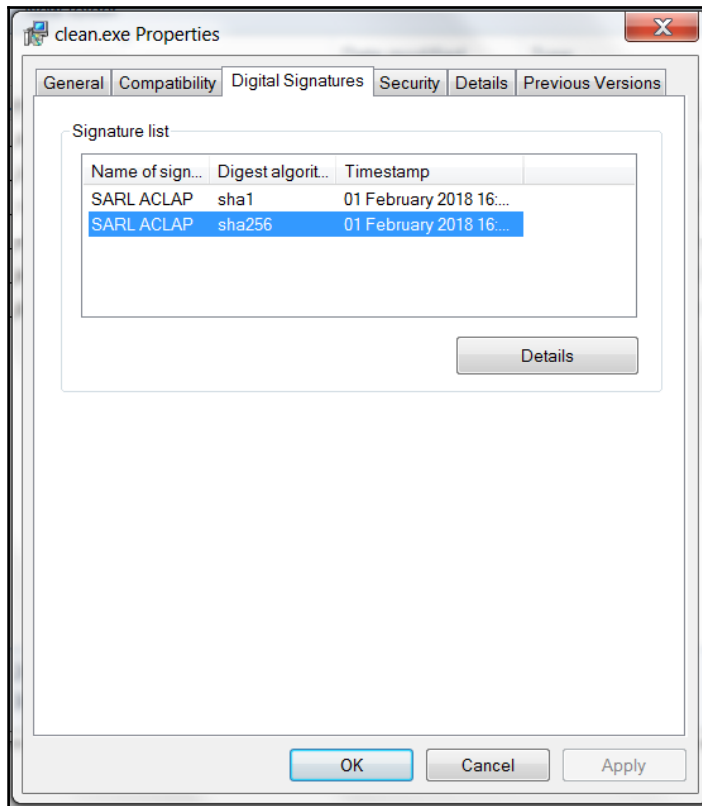 clean.exe Properties
General Compatibility Digital Signatures Security Details Previous Versions
Signature list
Name of sign... Digest algorit... Timestamp
SARL ACLAP sha1 01 February 2018 16:...
SARL ACLAP sha256 01 February 2018 16:...
Details
OK Cancel Apply